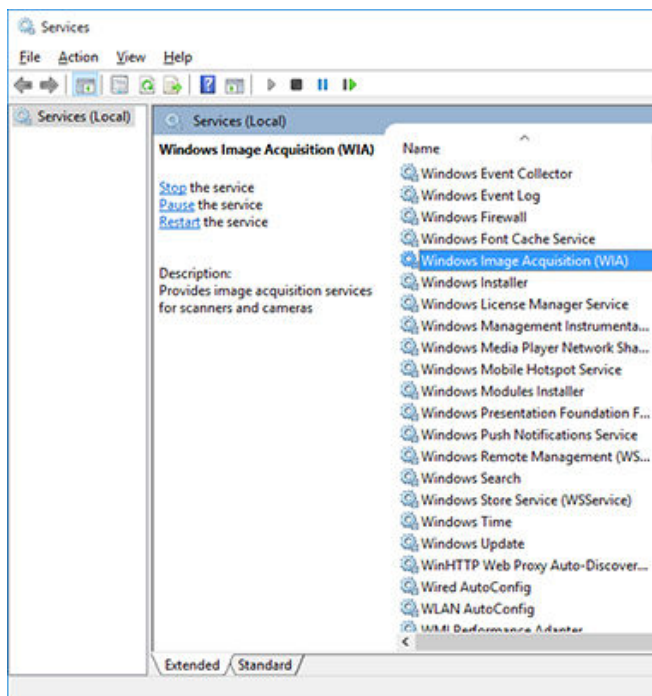 Services
File Action View Help
Services (Local)
Services (Local)
Windows Image Acquisition (WIA)
Stop the service
Pause the service
Restart the service
Description:
Provides image acquisition services
for scanners and cameras
Name
Windows Event Collector
Windows Event Log
Windows Firewall
Windows Font Cache Service
Windows Image Acquisition (WIA)
Windows Installer
Windows License Manager Service
Windows Management Instrumenta...
Windows Media Player Network Sha...
Windows Mobile Hotspot Service
Windows Modules Installer
Windows Presentation Foundation F...
Windows Push Notifications Service
Windows Remote Management (WS...
Windows Search
Windows Store Service (WSService)
Windows Time
Windows Update
WinHTTP Web Proxy Auto-Discover...
Wired AutoConfig
WLAN AutoConfig
WMI Performance Adapter
Extended Standard